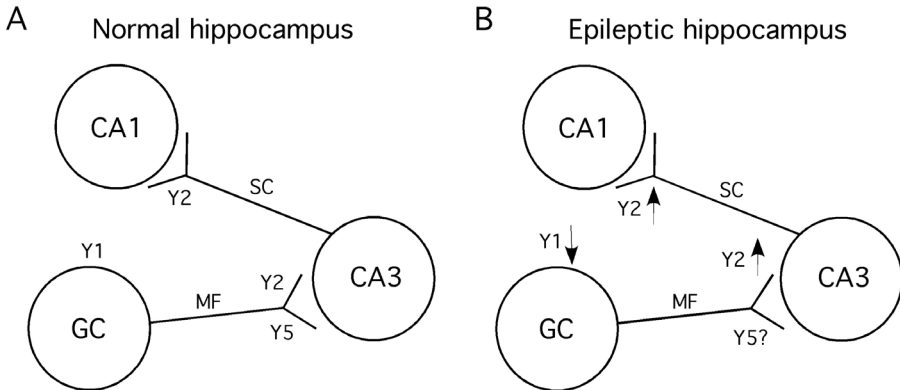 A
Normal hippocampus
CA1
Y2
SC
Y1
Y2
CA3
GC
MF
Y5
B
Epileptic hippocampus
CA1
Y2
SC
Y1
Y2
CA3
GC
MF
Y5?